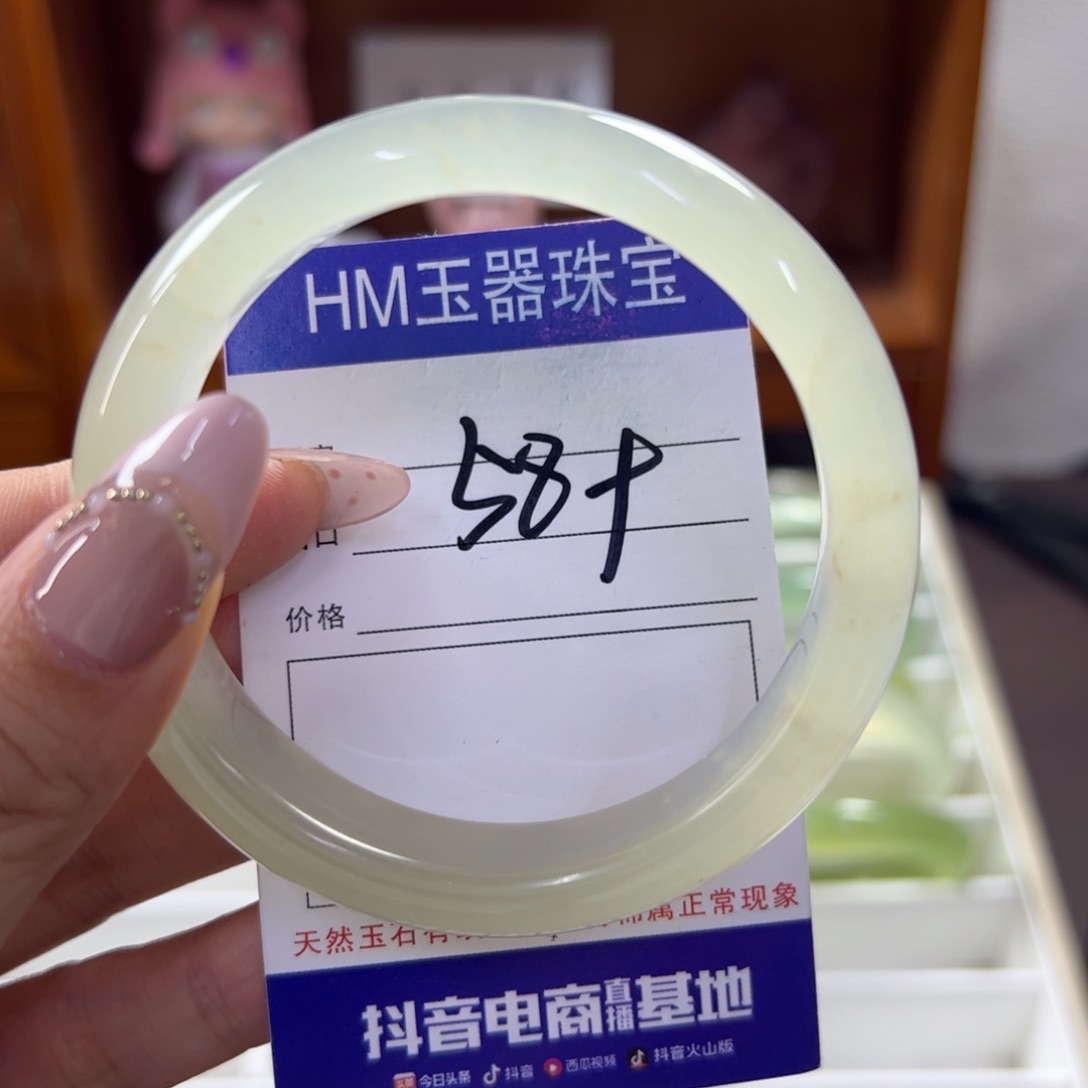 HM玉器珠宝
58+
价格
天然玉石有
属正常现象
抖音电商直播基地
头条 今日头条 抖音 西瓜视频 抖音火山版